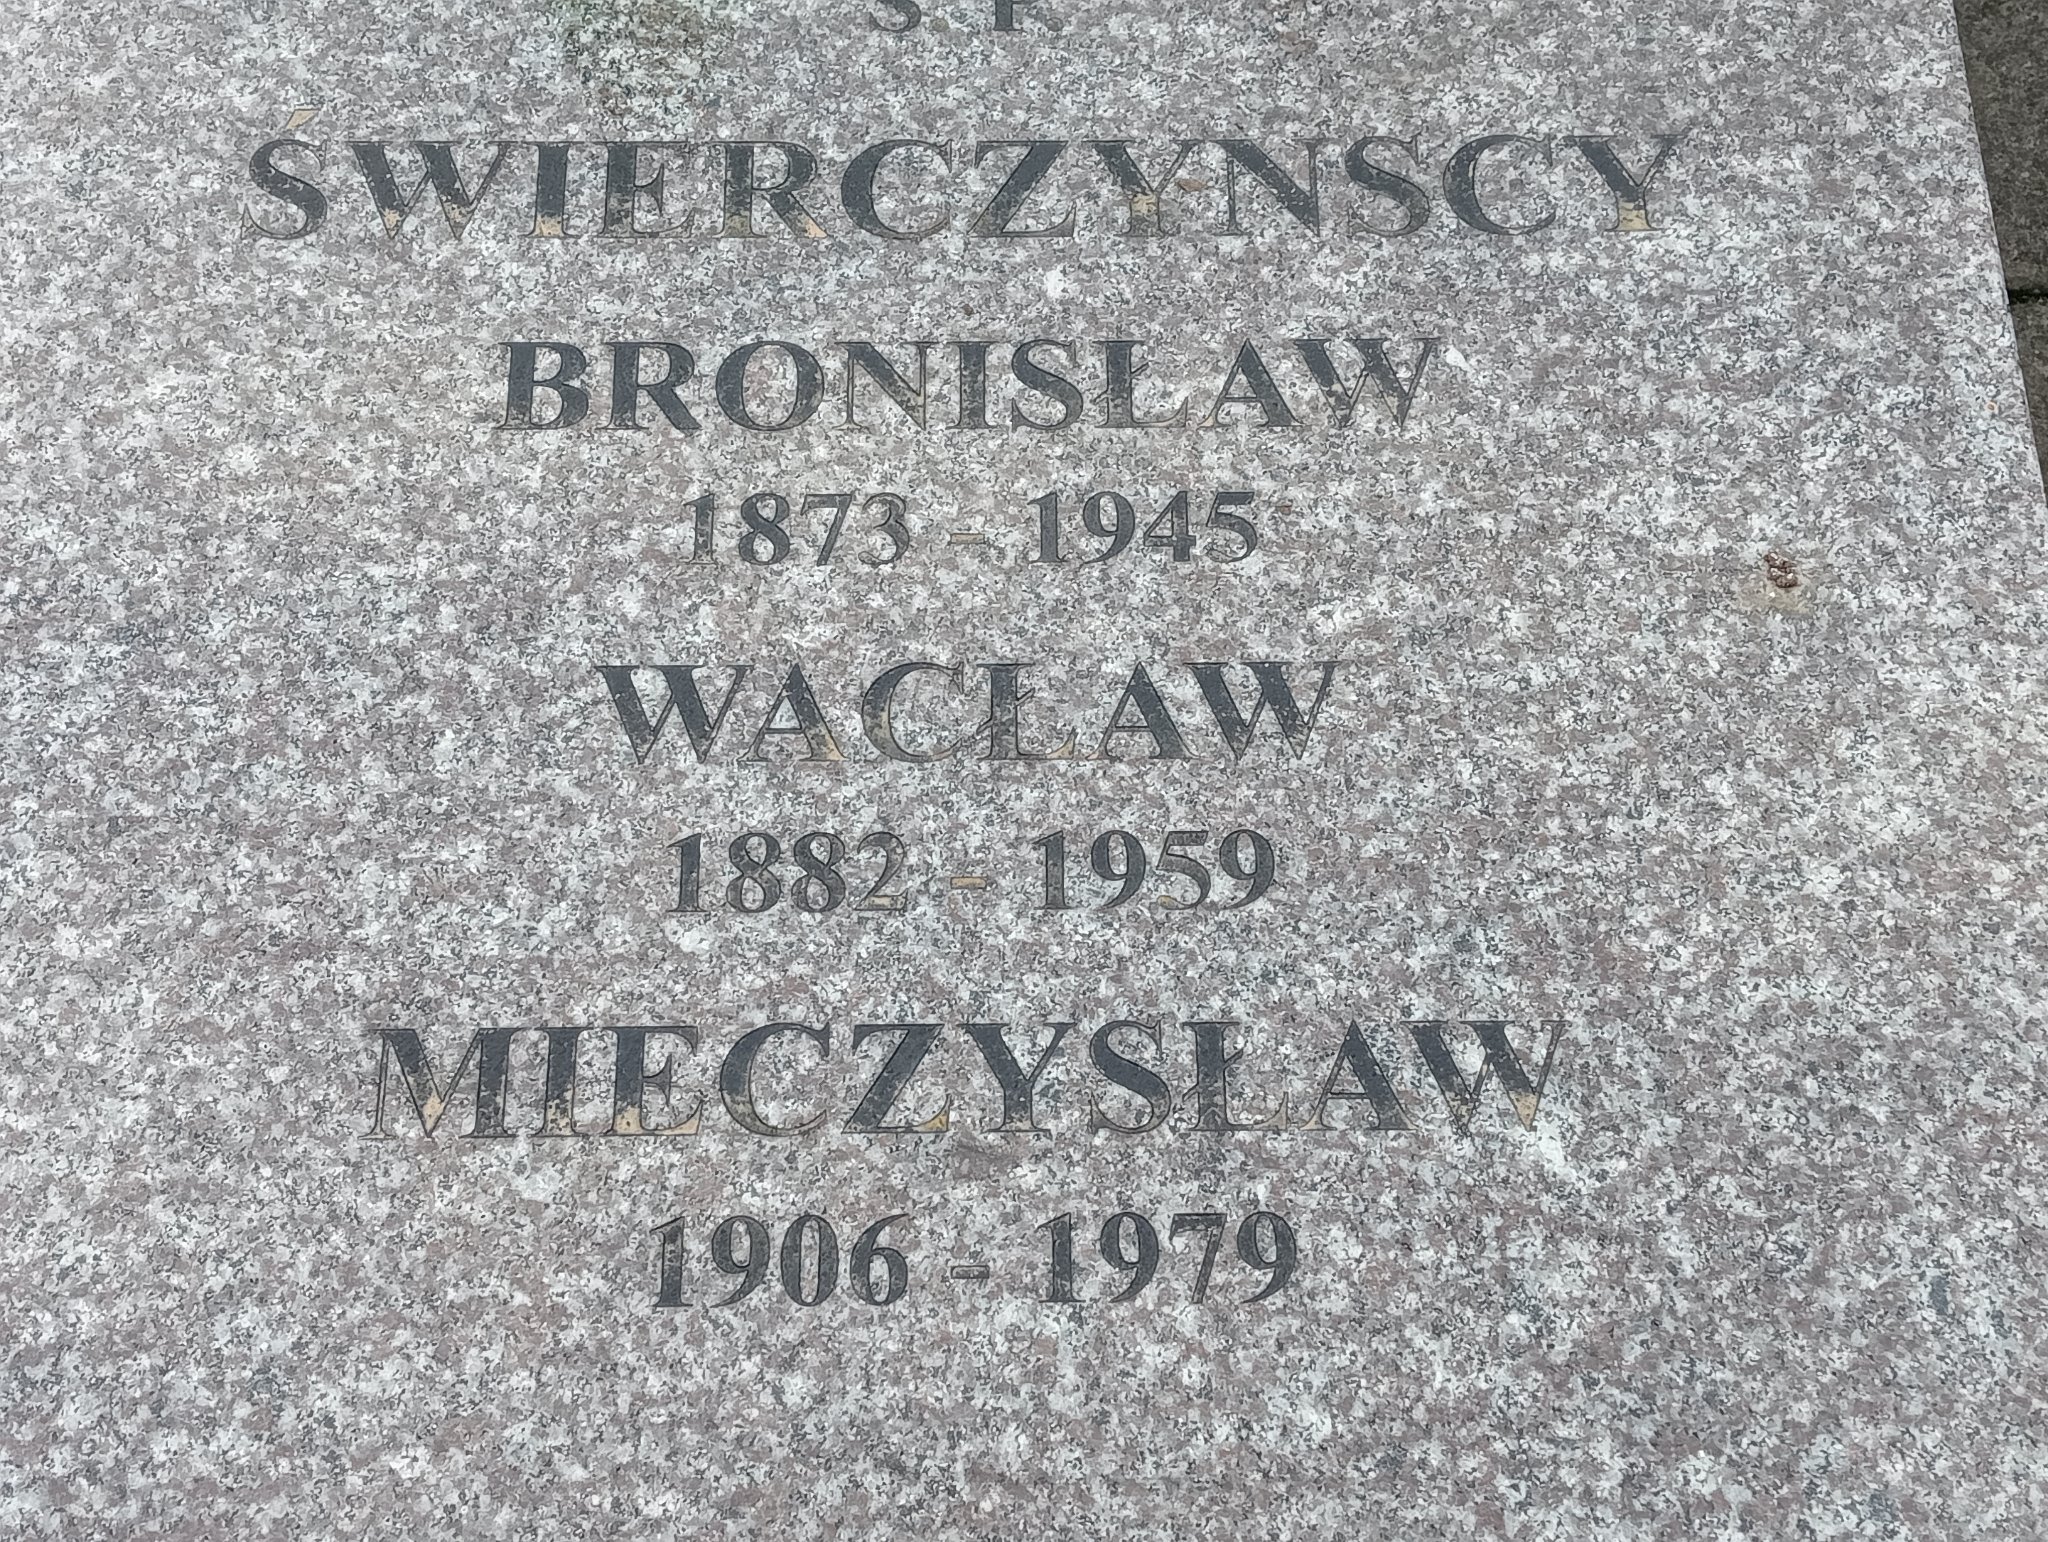 Ś. P.
ŚWIERCZYNSCY
BRONISŁAW
1873 - 1945
WACŁAW
1882 - 1959
MIECZYSŁAW
1906 - 1979